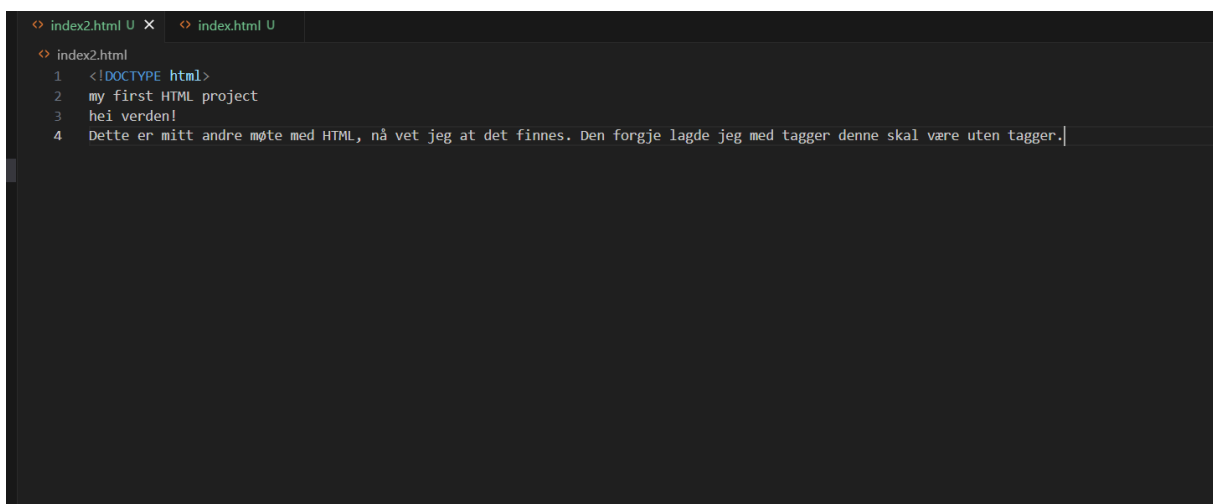 <> index2.html U × <> index.html U
<> index2.html
1 <!DOCTYPE html>
2 my first HTML project
3 hei verden!
4 Dette er mitt andre møte med HTML, nå vet jeg at det finnes. Den forgje lagde jeg med tagger denne skal være uten tagger.